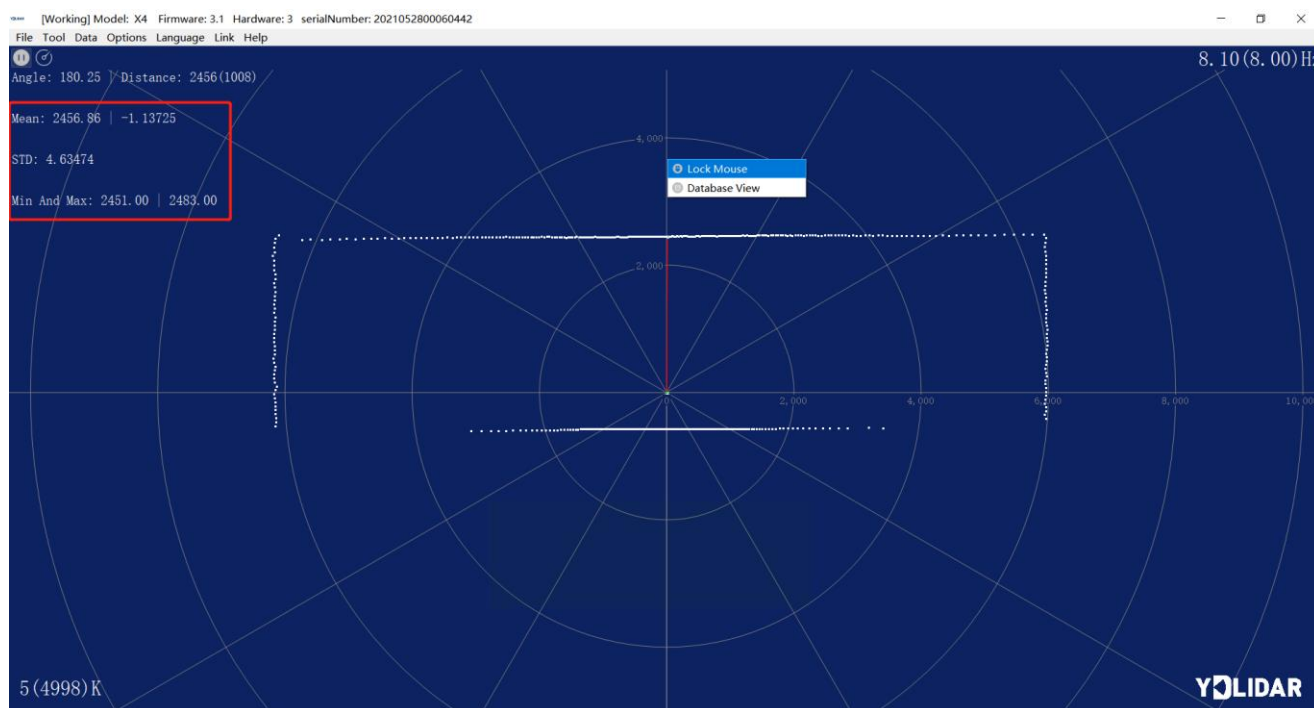 [Working] Model: X4 Firmware: 3.1 Hardware: 3 serialNumber: 2021052800060442
File Tool Data Options Language Link Help
8.10(8.00)Hz
Angle: 180.25 | Distance: 2456(1008)
Mean: 2456.86 | -1.13725
STD: 4.63474
Min And Max: 2451.00 | 2483.00
4,000
Lock Mouse
Database View
2,000
0 2,000 4,000 6,000 8,000 10,00
5(4998)K
YDLIDAR